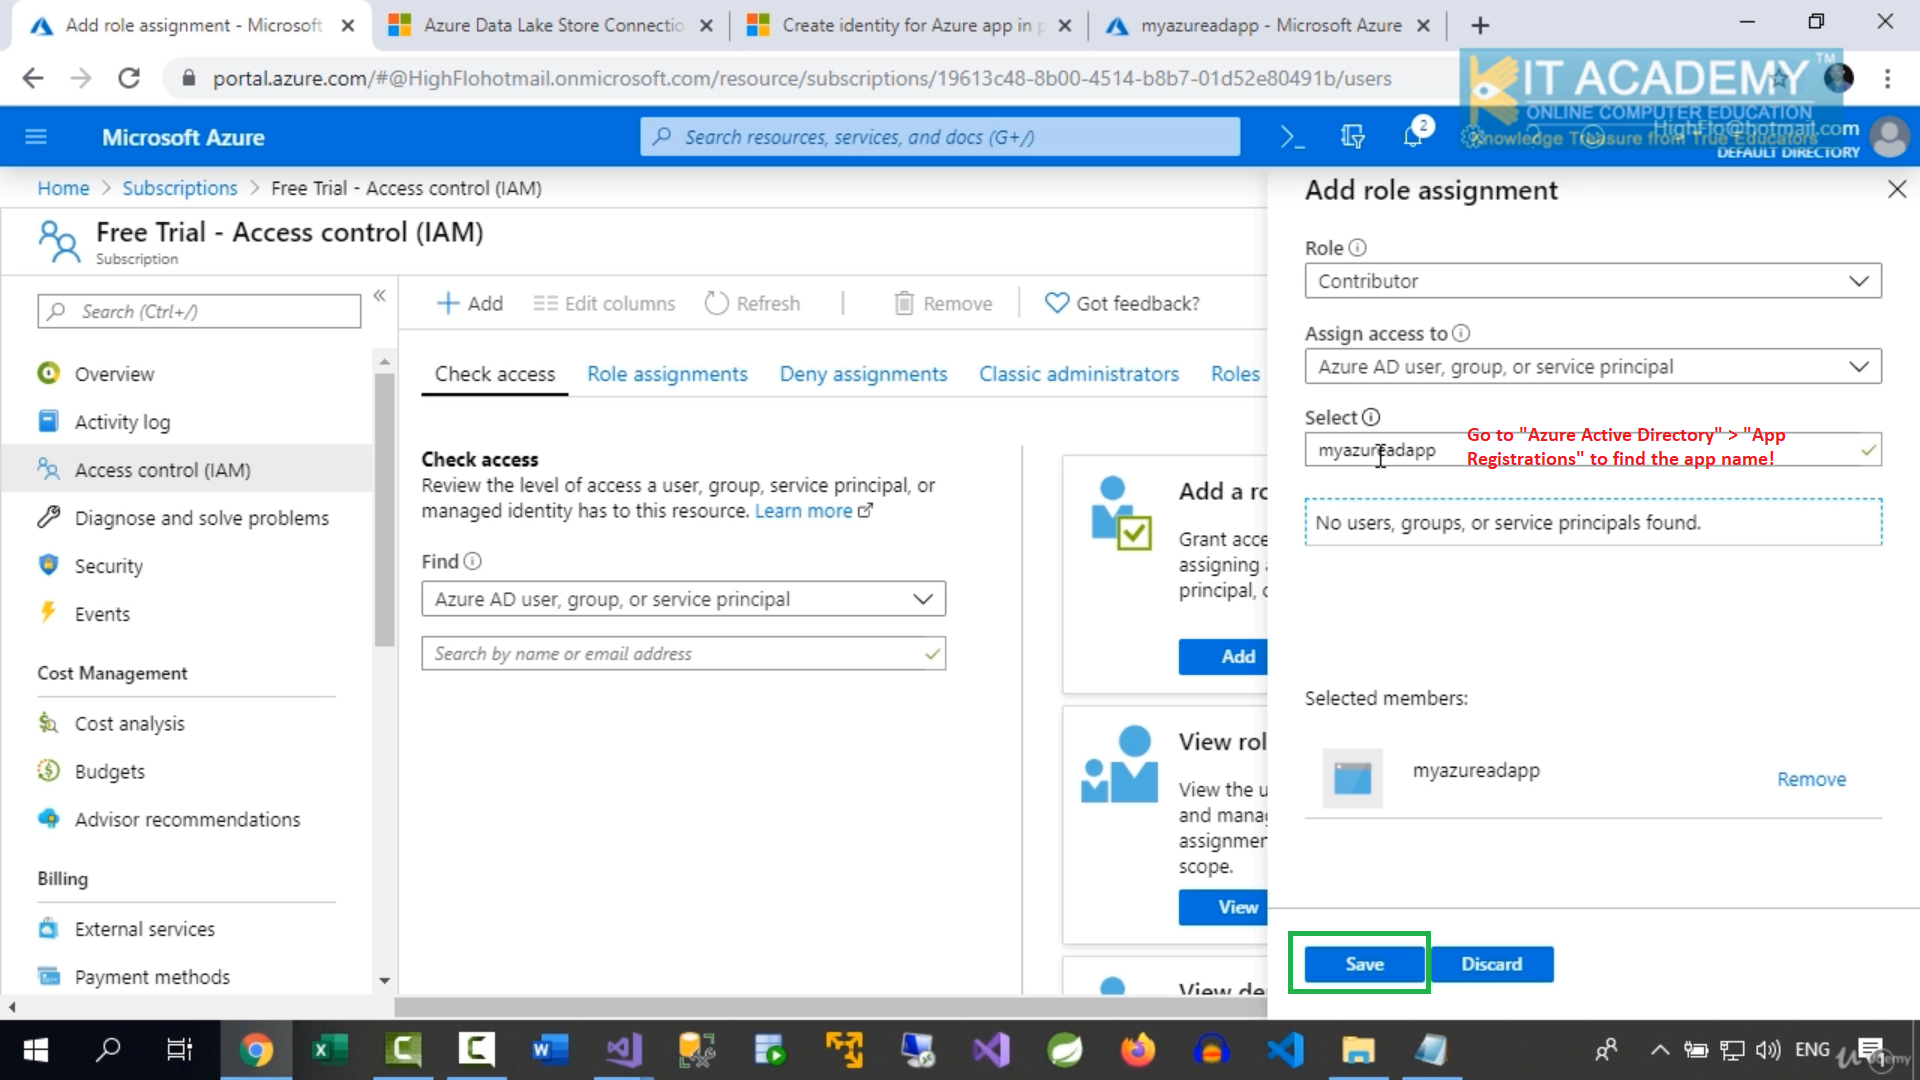 Add role assignment - Microsoft
Azure Data Lake Store Connectio
Create identity for Azure app in p
myazureadapp - Microsoft Azure
portal.azure.com/#@HighFlohotmail.onmicrosoft.com/resource/subscriptions/19613c48-8b00-4514-b8b7-01d52e80491b/users
KIT ACADEMY™
ONLINE COMPUTER EDUCATION
Knowledge Treasure from True Educators
Microsoft Azure
Search resources, services, and docs (G+/)
2
HighFlo@hotmail.com
DEFAULT DIRECTORY
Home > Subscriptions > Free Trial - Access control (IAM)
Free Trial - Access control (IAM)
Subscription
Search (Ctrl+/)
Overview
Activity log
Access control (IAM)
Diagnose and solve problems
Security
Events
Cost Management
Cost analysis
Budgets
Advisor recommendations
Billing
External services
Payment methods
Add
Edit columns
Refresh
Remove
Got feedback?
Check access
Role assignments
Deny assignments
Classic administrators
Roles
Check access
Review the level of access a user, group, service principal, or
managed identity has to this resource. Learn more
Find
Azure AD user, group, or service principal
Search by name or email address
Add a ro
Grant acce
assigning
principal, o
Add
View rol
View the u
and manag
assignmen
scope.
View
View de
Add role assignment
Role
Contributor
Assign access to
Azure AD user, group, or service principal
Select
myazureadapp
Go to "Azure Active Directory" > "App
Registrations" to find the app name!
No users, groups, or service principals found.
Selected members:
myazureadapp
Remove
Save
Discard
ENG
udemy